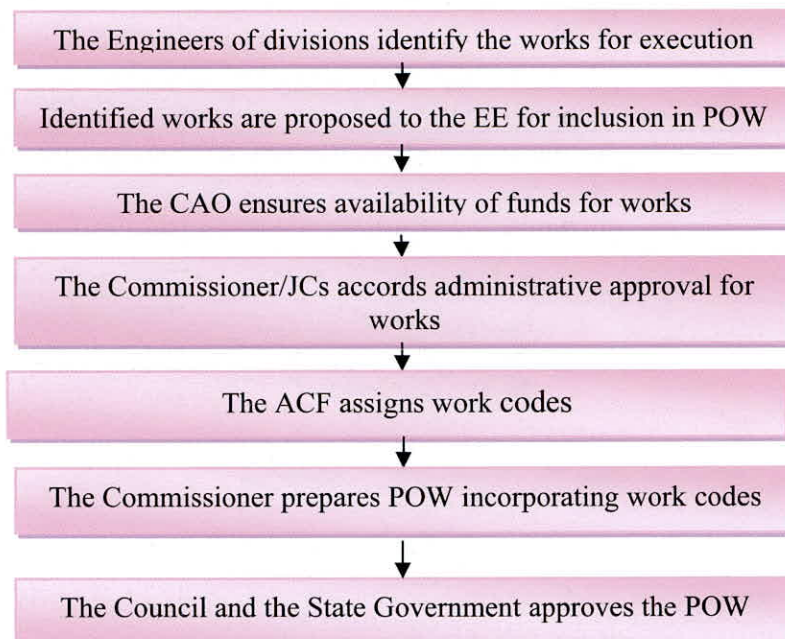 The Engineers of divisions identify the works for execution
Identified works are proposed to the EE for inclusion in POW
The CAO ensures availability of funds for works
The Commissioner/JCs accords administrative approval for
works
The ACF assigns work codes
The Commissioner prepares POW incorporating work codes
The Council and the State Government approves the POW